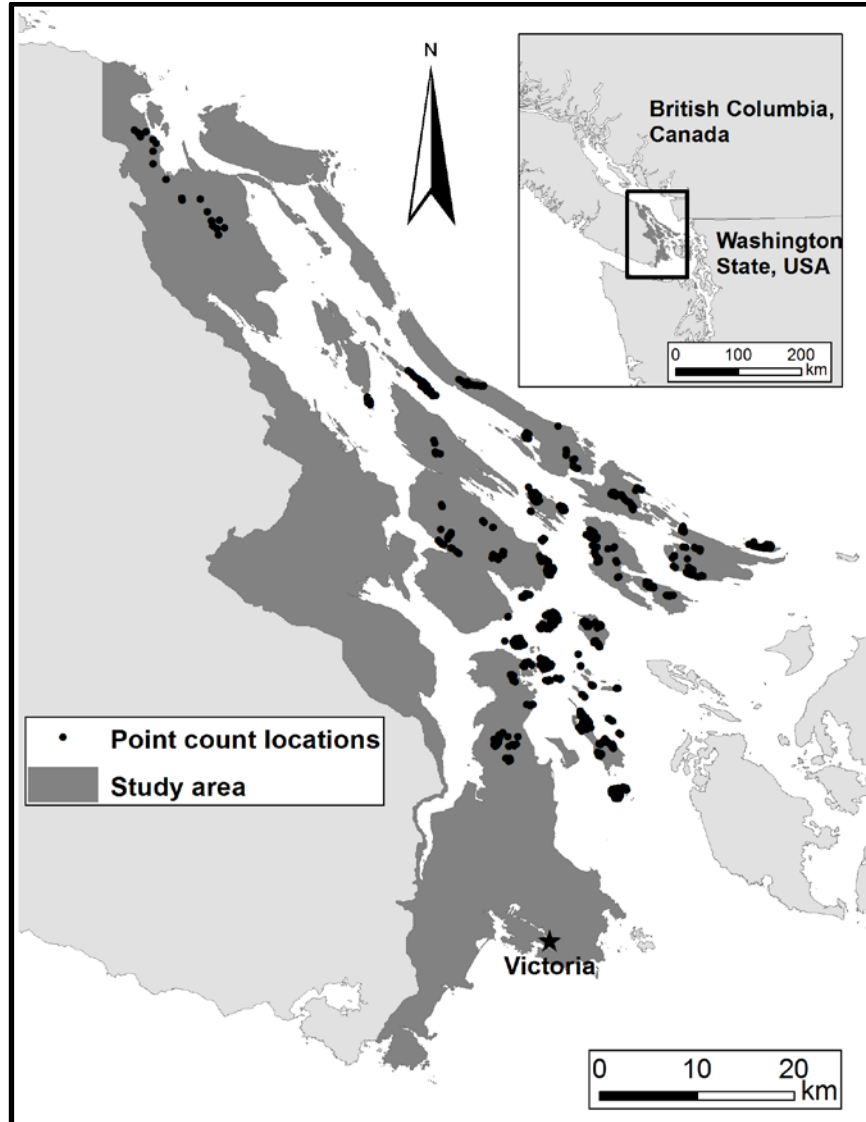 N
British Columbia,
Canada
Washington
State, USA
0 100 200
km
Point count locations
Study area
Victoria
0 10 20
km